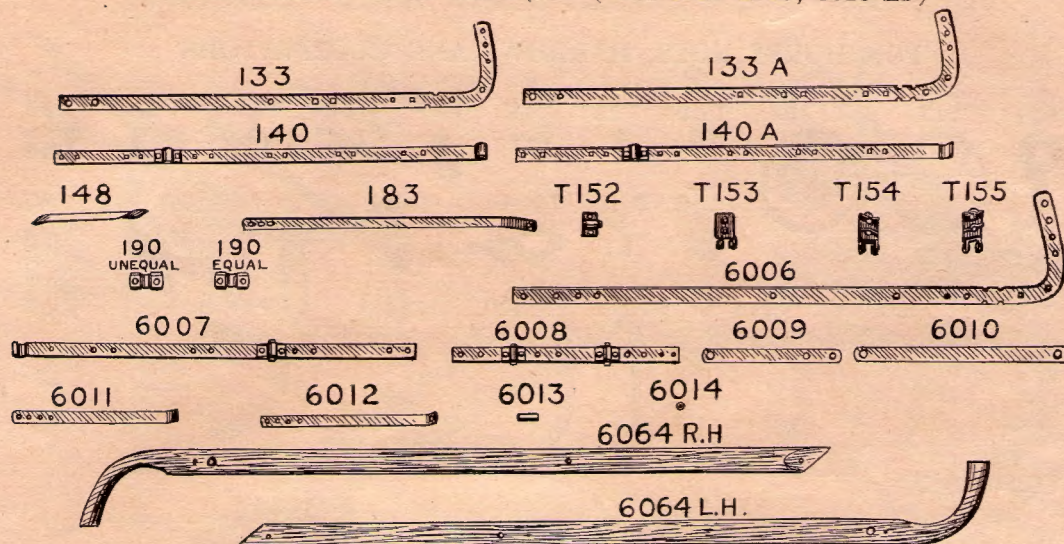 133 133 A
140 140 A
148 183 T152 T153 T154 T155
190 190
UNEQUAL EQUAL
6006
6007 6008 6009 6010
6011 6012 6013 6014
6064 R.H
6064 L.H.